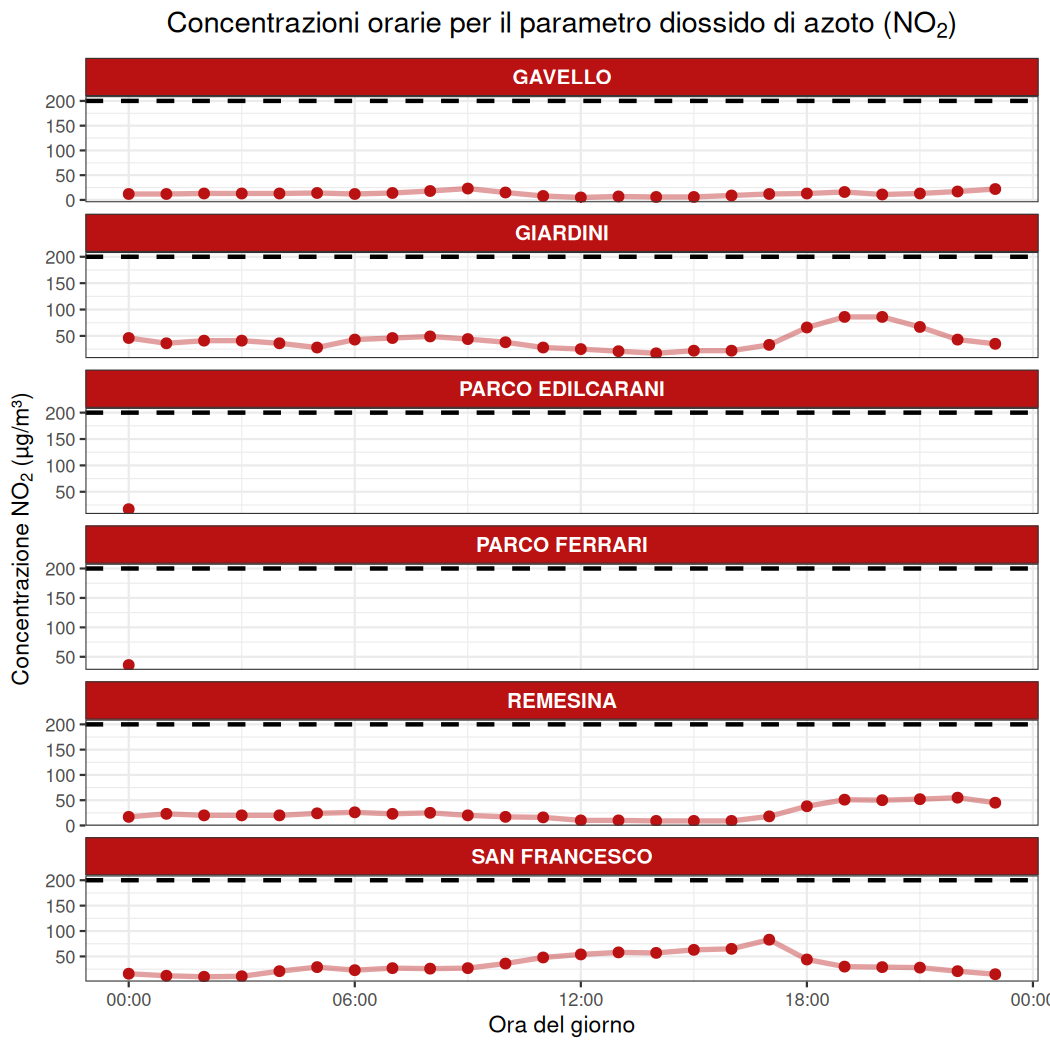 Concentrazioni orarie per il parametro diossido di azoto (NO₂)
GAVELLO
200
150
100
50
0
GIARDINI
200
150
100
50
PARCO EDILCARANI
200
150
100
50
PARCO FERRARI
200
150
100
50
REMESINA
200
150
100
50
0
SAN FRANCESCO
200
150
100
50
Concentrazione NO₂ (µg/m³)
00:00 06:00 12:00 18:00 00:0
Ora del giorno